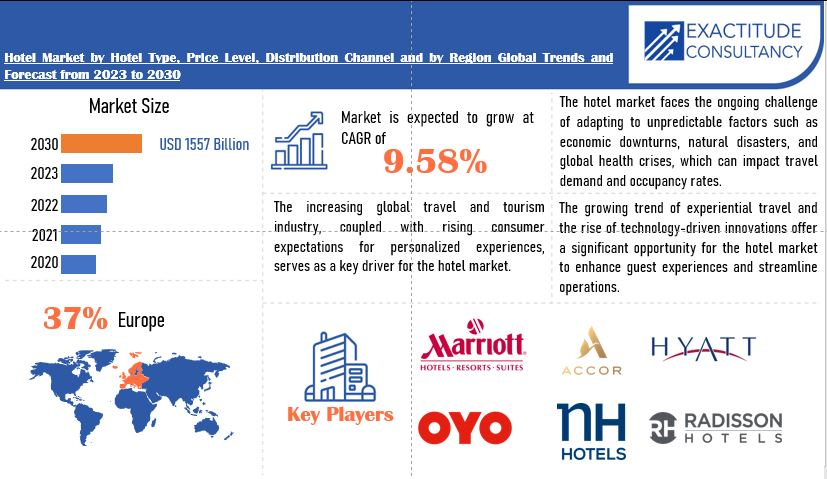 Hotel Market by Hotel Type, Price Level, Distribution Channel and by Region Global Trends and
Forecast from 2023 to 2030
EXACTITUDE
CONSULTANCY
Market Size
2030
USD 1557 Billion
2023
2022
2021
2020
Market is expected to grow at
CAGR of
9.58%
The hotel market faces the ongoing challenge
of adapting to unpredictable factors such as
economic downturns, natural disasters, and
global health crises, which can impact travel
demand and occupancy rates.
The increasing global travel and tourism
industry, coupled with rising consumer
expectations for personalized experiences,
serves as a key driver for the hotel market.
The growing trend of experiential travel and
the rise of technology-driven innovations offer
a significant opportunity for the hotel market
to enhance guest experiences and streamline
operations.
37% Europe
Key Players
Marriott
HOTELS · RESORTS · SUITES
ACCOR
HYATT
OYO
NH
HOTELS
RH
RADISSON
HOTELS